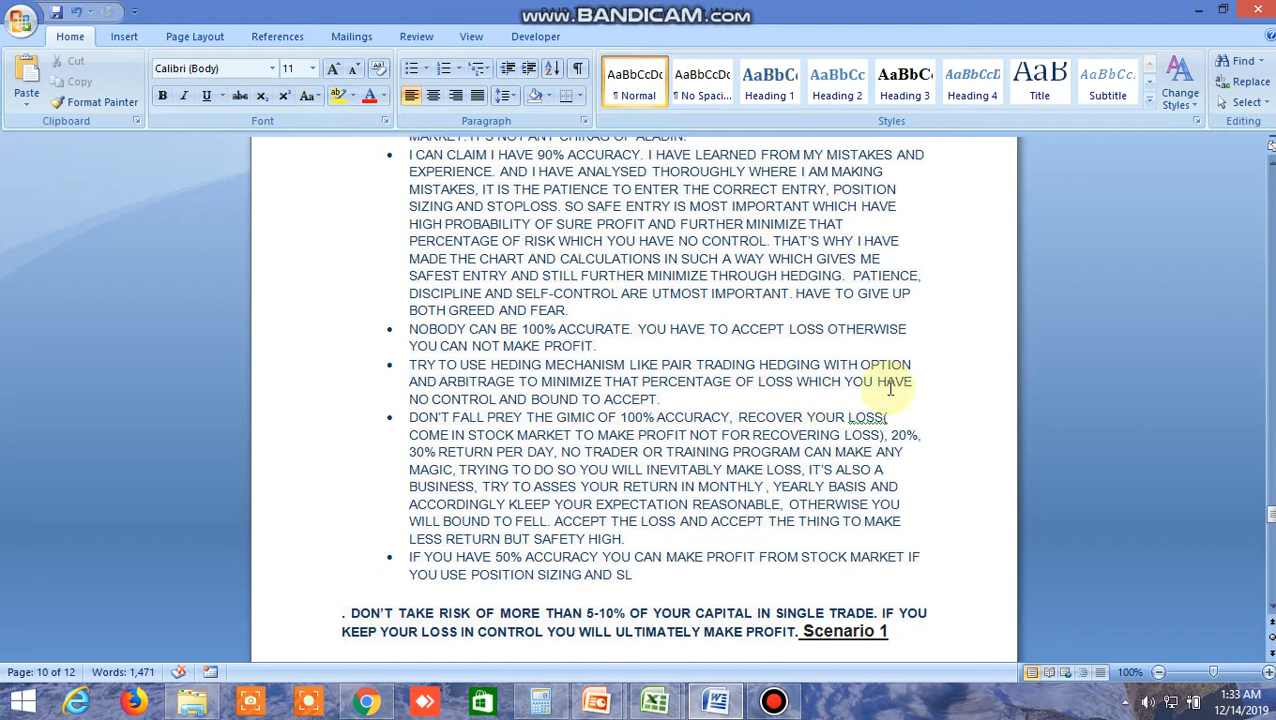 www.BANDICAM.com
Home Insert Page Layout References Mailings Review View Developer
Cut
Copy
Format Painter
Paste
Clipboard
Calibri (Body) 11
Font
Paragraph
AaBbCcDc AaBbCcDc AaBbCc AaBbCc AaBbCc AaBbCcD AaB AaBbCc
¶ Normal ¶ No Spaci... Heading 1 Heading 2 Heading 3 Heading 4 Title Subtitle
Change Styles
Styles
Find
Replace
Select
Editing
MARKET. IT'S NOT ANY CHIRAG OF ALADIN.
• I CAN CLAIM I HAVE 90% ACCURACY. I HAVE LEARNED FROM MY MISTAKES AND
EXPERIENCE. AND I HAVE ANALYSED THOROUGHLY WHERE I AM MAKING
MISTAKES, IT IS THE PATIENCE TO ENTER THE CORRECT ENTRY, POSITION
SIZING AND STOPLOSS. SO SAFE ENTRY IS MOST IMPORTANT WHICH HAVE
HIGH PROBABILITY OF SURE PROFIT AND FURTHER MINIMIZE THAT
PERCENTAGE OF RISK WHICH YOU HAVE NO CONTROL. THAT'S WHY I HAVE
MADE THE CHART AND CALCULATIONS IN SUCH A WAY WHICH GIVES ME
SAFEST ENTRY AND STILL FURTHER MINIMIZE THROUGH HEDGING. PATIENCE,
DISCIPLINE AND SELF-CONTROL ARE UTMOST IMPORTANT. HAVE TO GIVE UP
BOTH GREED AND FEAR.
• NOBODY CAN BE 100% ACCURATE. YOU HAVE TO ACCEPT LOSS OTHERWISE
YOU CAN NOT MAKE PROFIT.
• TRY TO USE HEDING MECHANISM LIKE PAIR TRADING HEDGING WITH OPTION
AND ARBITRAGE TO MINIMIZE THAT PERCENTAGE OF LOSS WHICH YOU HAVE
NO CONTROL AND BOUND TO ACCEPT.
• DON'T FALL PREY THE GIMIC OF 100% ACCURACY, RECOVER YOUR LOSS(
COME IN STOCK MARKET TO MAKE PROFIT NOT FOR RECOVERING LOSS), 20%,
30% RETURN PER DAY, NO TRADER OR TRAINING PROGRAM CAN MAKE ANY
MAGIC, TRYING TO DO SO YOU WILL INEVITABLY MAKE LOSS, IT'S ALSO A
BUSINESS, TRY TO ASSES YOUR RETURN IN MONTHLY , YEARLY BASIS AND
ACCORDINGLY KLEEP YOUR EXPECTATION REASONABLE, OTHERWISE YOU
WILL BOUND TO FELL. ACCEPT THE LOSS AND ACCEPT THE THING TO MAKE
LESS RETURN BUT SAFETY HIGH.
• IF YOU HAVE 50% ACCURACY YOU CAN MAKE PROFIT FROM STOCK MARKET IF
YOU USE POSITION SIZING AND SL
. DON'T TAKE RISK OF MORE THAN 5-10% OF YOUR CAPITAL IN SINGLE TRADE. IF YOU
KEEP YOUR LOSS IN CONTROL YOU WILL ULTIMATELY MAKE PROFIT. Scenario 1
Page: 10 of 12 Words: 1,471 100%
1:33 AM
12/14/2019